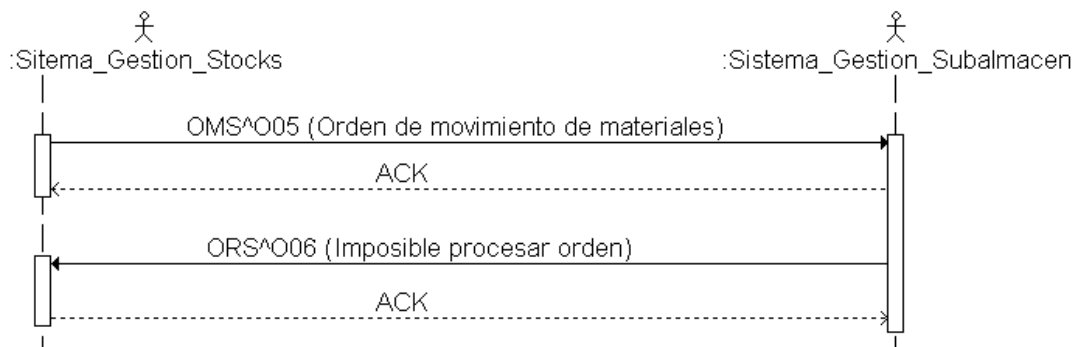 :Sitema_Gestion_Stocks
:Sistema_Gestion_Subalmacen
OMS^O05 (Orden de movimiento de materiales)
ACK
ORS^O06 (Imposible procesar orden)
ACK